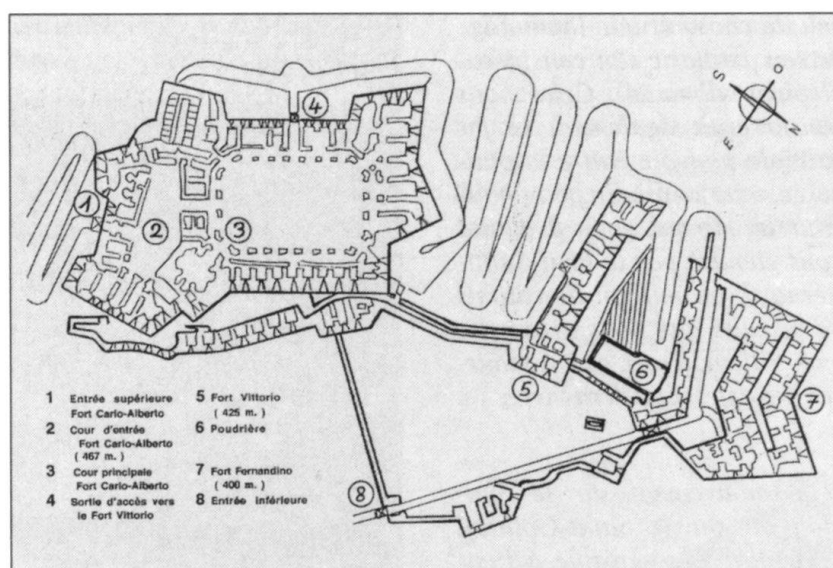 S O
E
4
1
2
3
5
6
7
8
1 Entrée supérieure
Fort Carlo-Alberto
2 Cour d'entrée
Fort Carlo-Alberto
( 467 m. )
3 Cour principale
Fort Carlo-Alberto
4 Sortie d'accès vers
le Fort Vittorio
5 Fort Vittorio
( 425 m. )
6 Poudrière
7 Fort Fernandino
( 400 m. )
8 Entrée inférieure